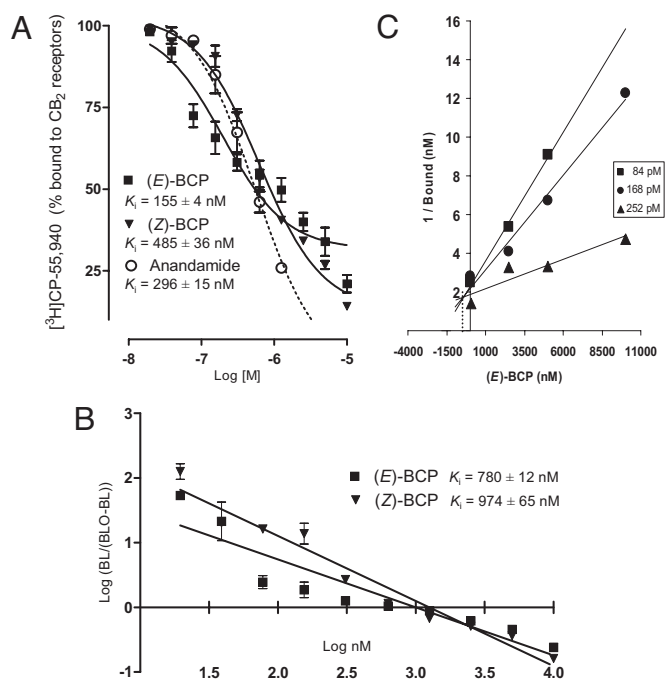 A
[³H]CP-55,940 (% bound to CB₂ receptors)
100
75
50
25
(E)-BCP
Kᵢ = 155 ± 4 nM
(Z)-BCP
Kᵢ = 485 ± 36 nM
Anandamide
Kᵢ = 296 ± 15 nM
-8
-7
-6
-5
Log [M]
C
1 / Bound (nM)
16
14
12
10
8
6
4
2
84 pM
168 pM
252 pM
-4000
-1500
1000
3500
6000
8500
11000
(E)-BCP (nM)
B
Log (BL/(BLO-BL))
3
2
1
0
-1
(E)-BCP Kᵢ = 780 ± 12 nM
(Z)-BCP Kᵢ = 974 ± 65 nM
Log nM
1.5
2.0
2.5
3.0
3.5
4.0